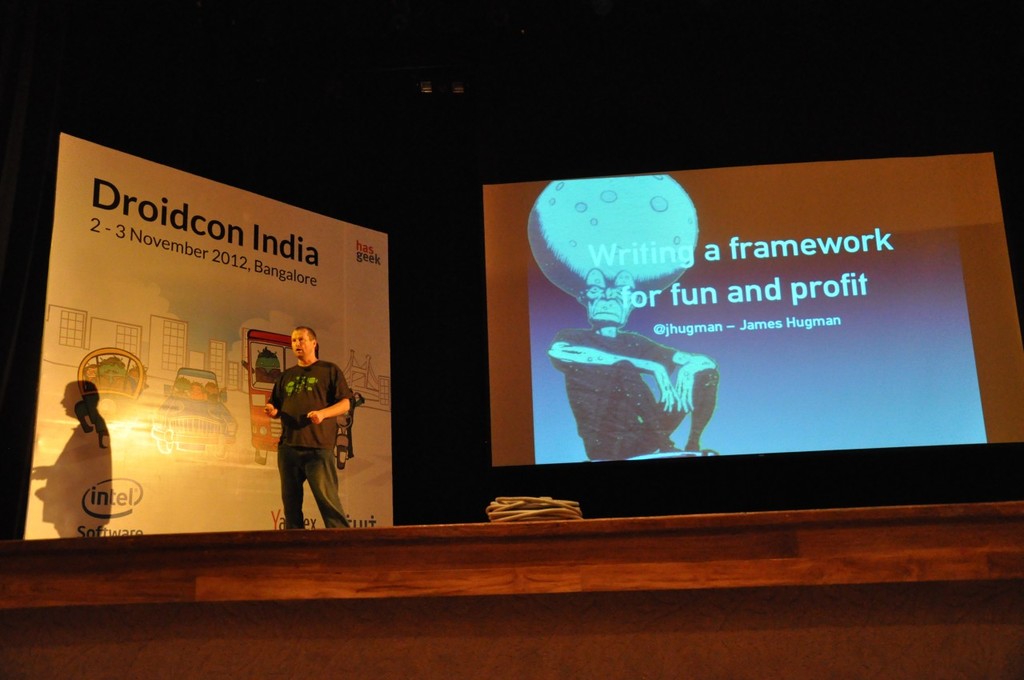 Droidcon India
2 - 3 November 2012, Bangalore
has
geek
intel
Software
Writing a framework
for fun and profit
@jhugman – James Hugman